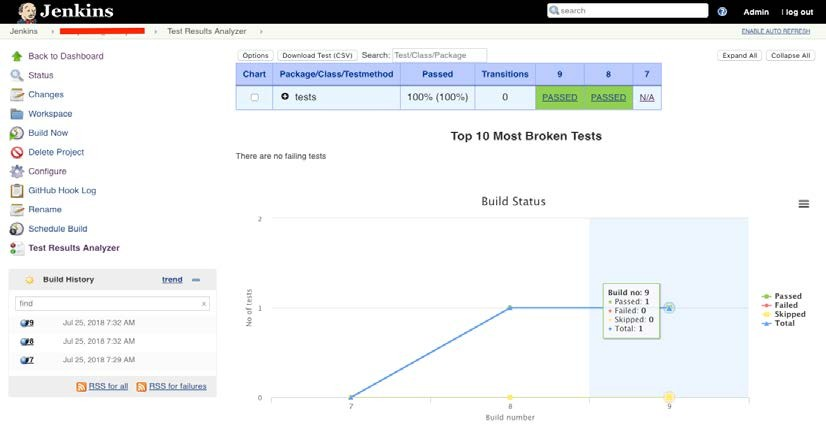 Jenkins
search
Admin
log out
Jenkins
Test Results Analyzer
ENABLE AUTO REFRESH
Back to Dashboard
Status
Changes
Workspace
Build Now
Delete Project
Configure
GitHub Hook Log
Rename
Schedule Build
Test Results Analyzer
Build History trend
find x
#9 Jul 25, 2018 7:32 AM
#8 Jul 25, 2018 7:32 AM
#7 Jul 25, 2018 7:29 AM
RSS for all RSS for failures
Options Download Test (CSV) Search: Test/Class/Package Expand All Collapse All
Chart Package/Class/Testmethod Passed Transitions 9 8 7
tests 100% (100%) 0 PASSED PASSED N/A
Top 10 Most Broken Tests
There are no failing tests
Build Status
2
1
0
No of tests
7 8 9
Build number
Build no: 9
Passed: 1
Failed: 0
Skipped: 0
Total: 1
Passed
Failed
Skipped
Total